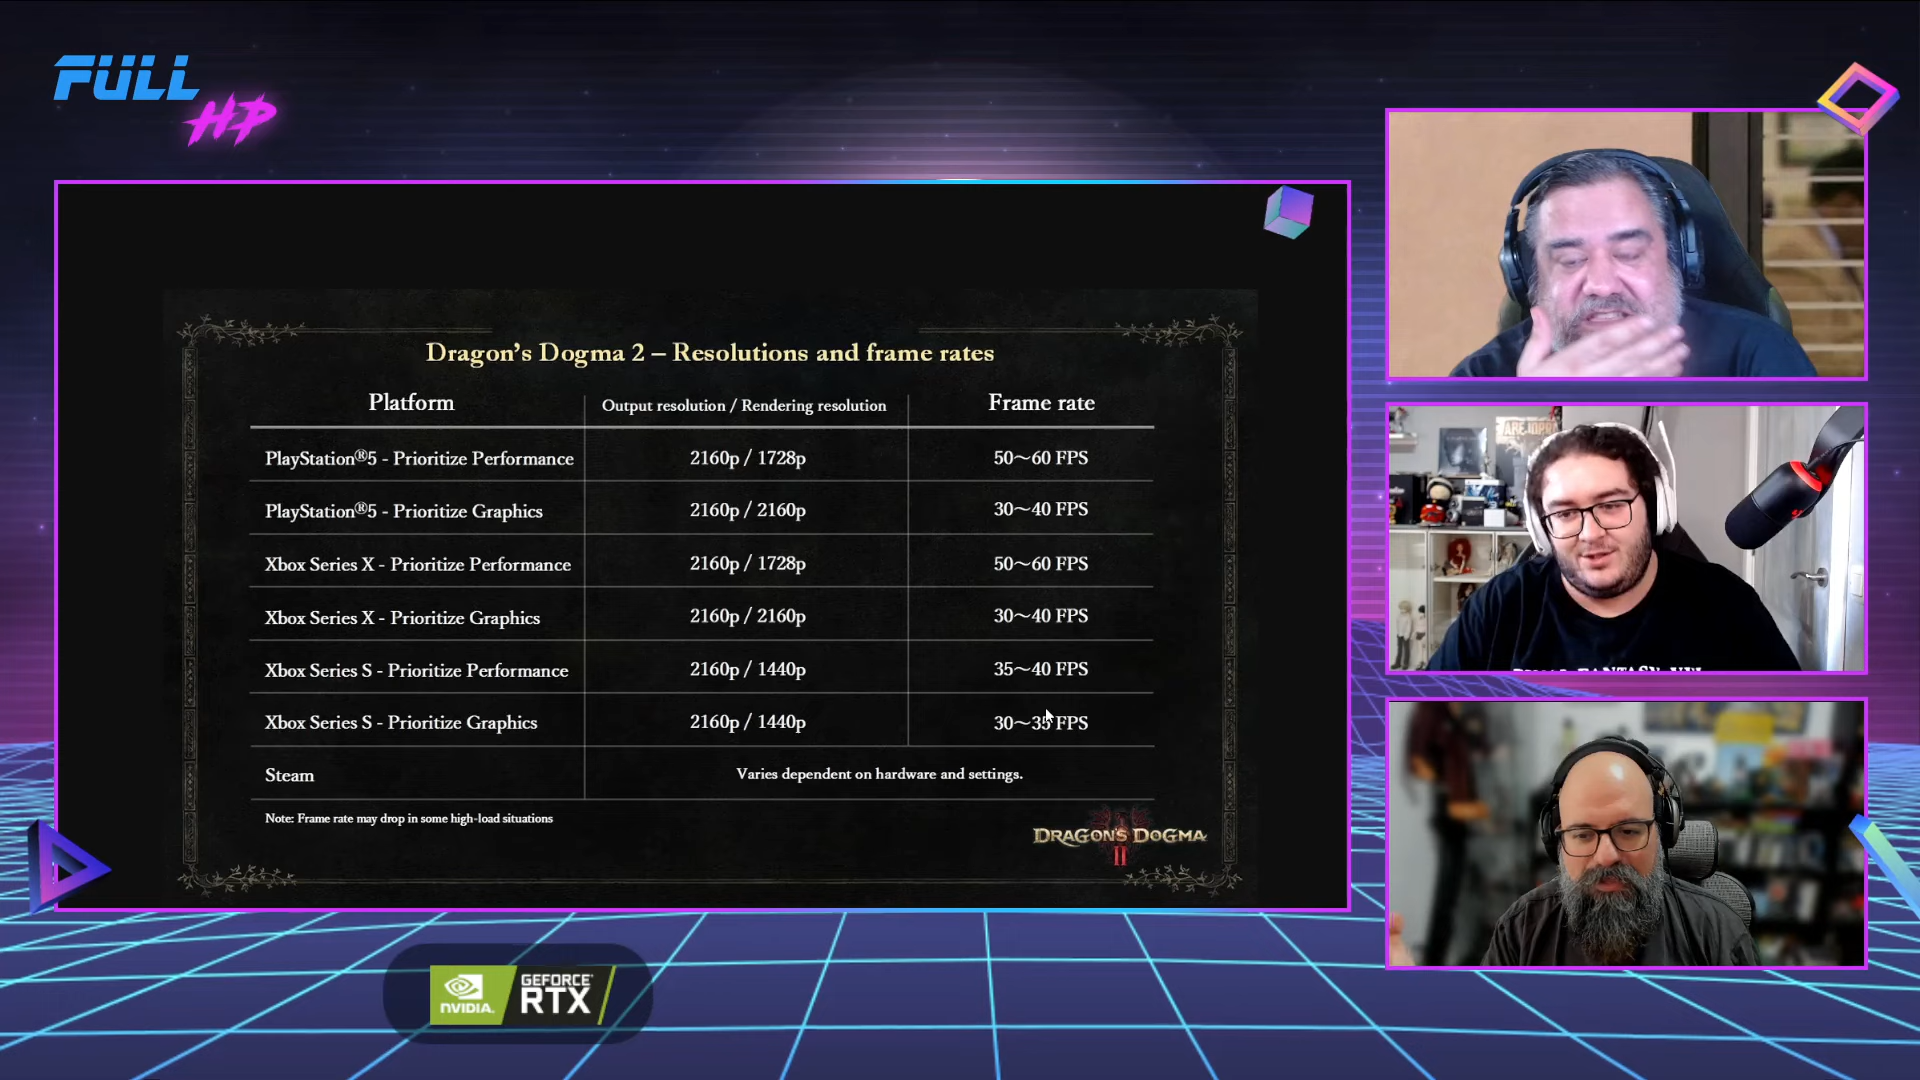 FULL
HP
Dragon's Dogma 2 – Resolutions and frame rates
Platform
Output resolution / Rendering resolution
Frame rate
PlayStation®5 - Prioritize Performance
2160p / 1728p
50～60 FPS
PlayStation®5 - Prioritize Graphics
2160p / 2160p
30～40 FPS
Xbox Series X - Prioritize Performance
2160p / 1728p
50～60 FPS
Xbox Series X - Prioritize Graphics
2160p / 2160p
30～40 FPS
Xbox Series S - Prioritize Performance
2160p / 1440p
35～40 FPS
Xbox Series S - Prioritize Graphics
2160p / 1440p
30～35 FPS
Steam
Varies dependent on hardware and settings.
Note: Frame rate may drop in some high-load situations
DRAGON'S DOGMA
II
NVIDIA.
GEFORCE
RTX